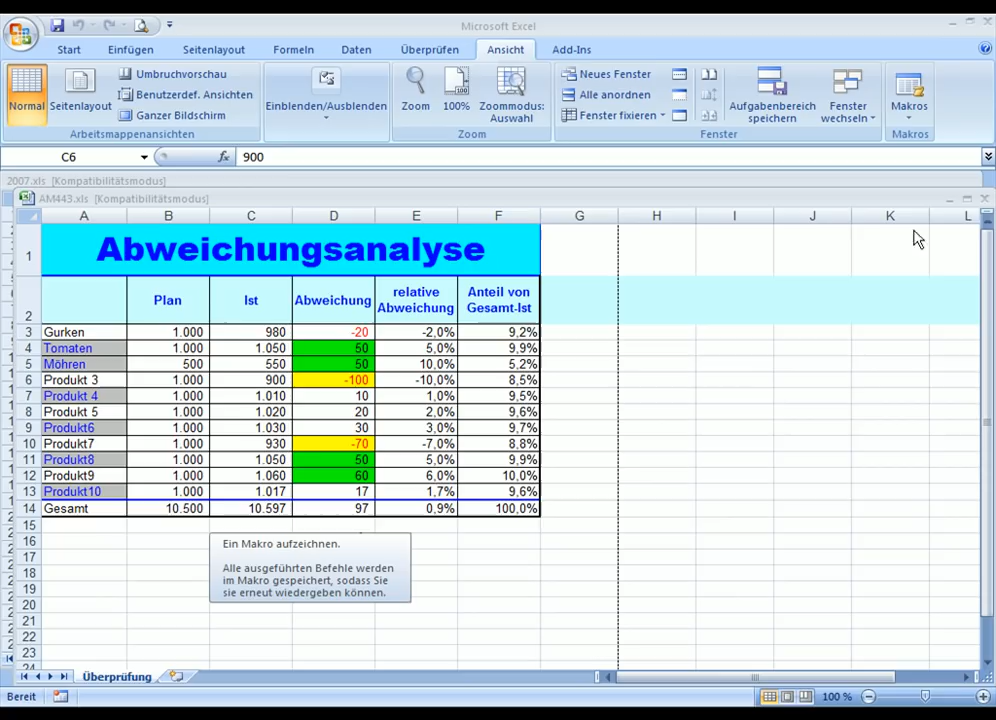 Microsoft Excel
Start Einfügen Seitenlayout Formeln Daten Überprüfen Ansicht Add-Ins
Normal Seitenlayout Umbruchvorschau Benutzerdef. Ansichten Ganzer Bildschirm
Arbeitsmappenansichten
Einblenden/Ausblenden
Zoom 100% Zoommodus: Auswahl
Zoom
Neues Fenster Alle anordnen Fenster fixieren Aufgabenbereich speichern Fenster wechseln
Fenster
Makros
Makros
C6 fx 900
2007.xls [Kompatibilitätsmodus]
AM443.xls [Kompatibilitätsmodus]
A B C D E F G H I J K L
1 Abweichungsanalyse
2 Plan Ist Abweichung relative Abweichung Anteil von Gesamt-Ist
3 Gurken 1.000 980 -20 -2,0% 9,2%
4 Tomaten 1.000 1.050 50 5,0% 9,9%
5 Möhren 500 550 50 10,0% 5,2%
6 Produkt 3 1.000 900 -100 -10,0% 8,5%
7 Produkt 4 1.000 1.010 10 1,0% 9,5%
8 Produkt 5 1.000 1.020 20 2,0% 9,6%
9 Produkt6 1.000 1.030 30 3,0% 9,7%
10 Produkt7 1.000 930 -70 -7,0% 8,8%
11 Produkt8 1.000 1.050 50 5,0% 9,9%
12 Produkt9 1.000 1.060 60 6,0% 10,0%
13 Produkt10 1.000 1.017 17 1,7% 9,6%
14 Gesamt 10.500 10.597 97 0,9% 100,0%
15
16
17
18
19
20
21
22
23
24
Ein Makro aufzeichnen.
Alle ausgeführten Befehle werden
im Makro gespeichert, sodass Sie
sie erneut wiedergeben können.
Überprüfung
Bereit 100 %